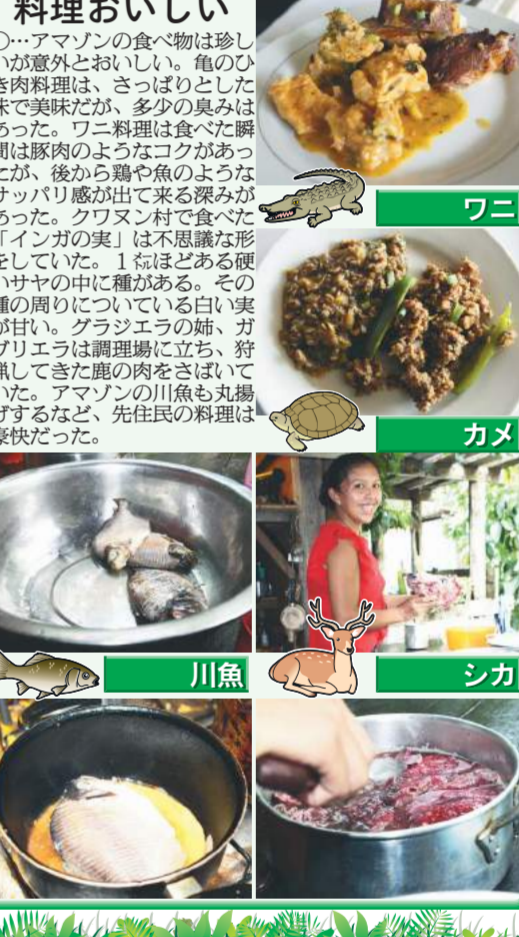 料理おいしい
○…アマゾンの食べ物は珍し
いが意外とおいしい。亀のひ
き肉料理は、さっぱりとした
味で美味だが、多少の臭みは
あった。ワニ料理は食べた瞬
間は豚肉のようなコクがあっ
たが、後から鶏や魚のような
サッパリ感が出て来る深みが
あった。クワヌン村で食べた
「インガの実」は不思議な形
をしていた。1㍍ほどある硬
いサヤの中に種がある。その
種の周りについている白い実
が甘い。グラジエラの姉、ガ
ブリエラは調理場に立ち、狩
猟してきた鹿の肉をさばいて
いた。アマゾンの川魚も丸揚
げするなど、先住民の料理は
豪快だった。
ワニ
カメ
川魚
シカ